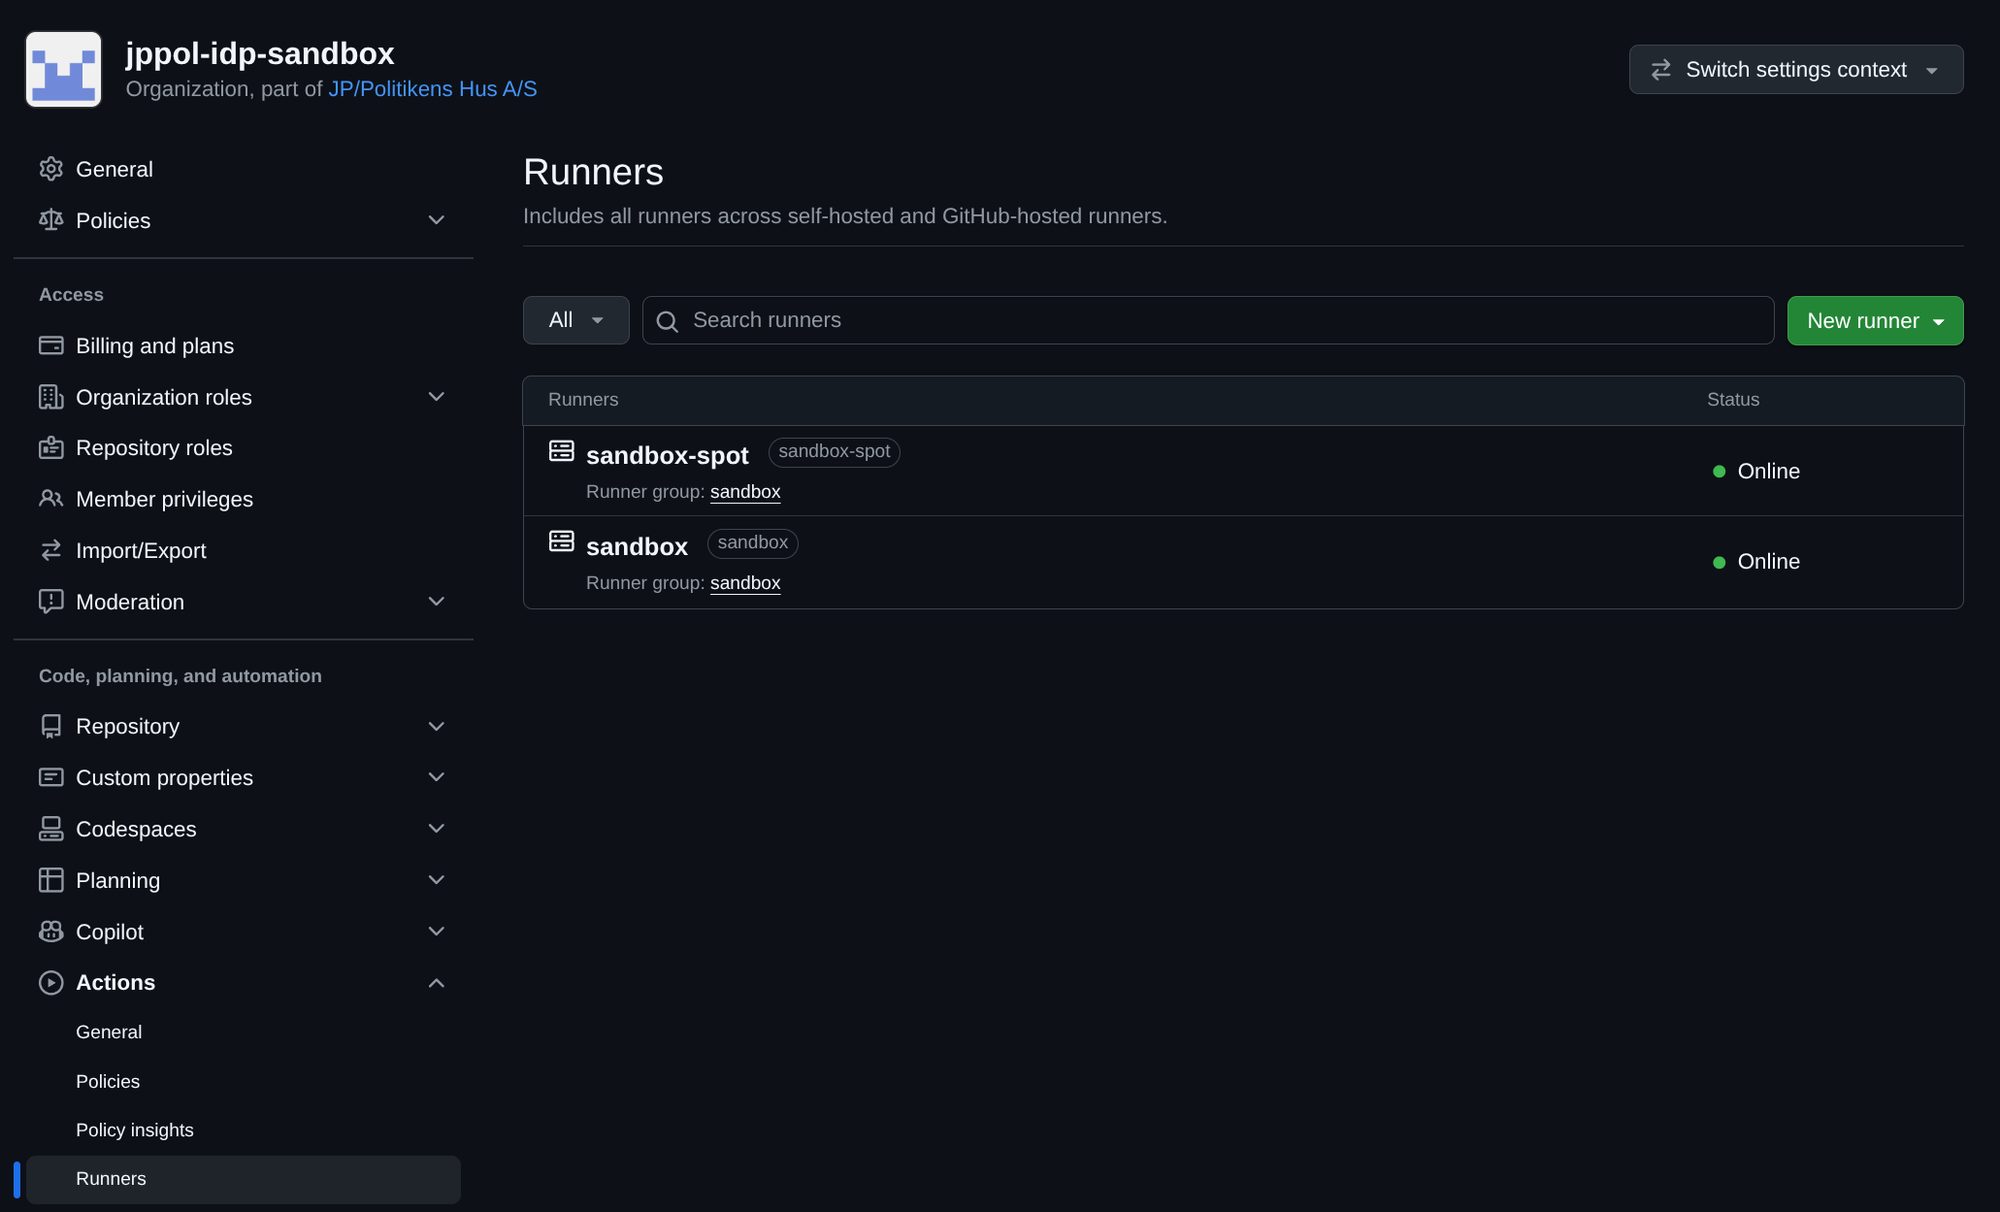 jppol-idp-sandbox
Organization, part of JP/Politikens Hus A/S
Switch settings context
General
Policies
Access
Billing and plans
Organization roles
Repository roles
Member privileges
Import/Export
Moderation
Code, planning, and automation
Repository
Custom properties
Codespaces
Planning
Copilot
Actions
General
Policies
Policy insights
Runners
Runners
Includes all runners across self-hosted and GitHub-hosted runners.
All
Search runners
New runner
Runners
Status
sandbox-spot sandbox-spot
Runner group: sandbox
Online
sandbox sandbox
Runner group: sandbox
Online